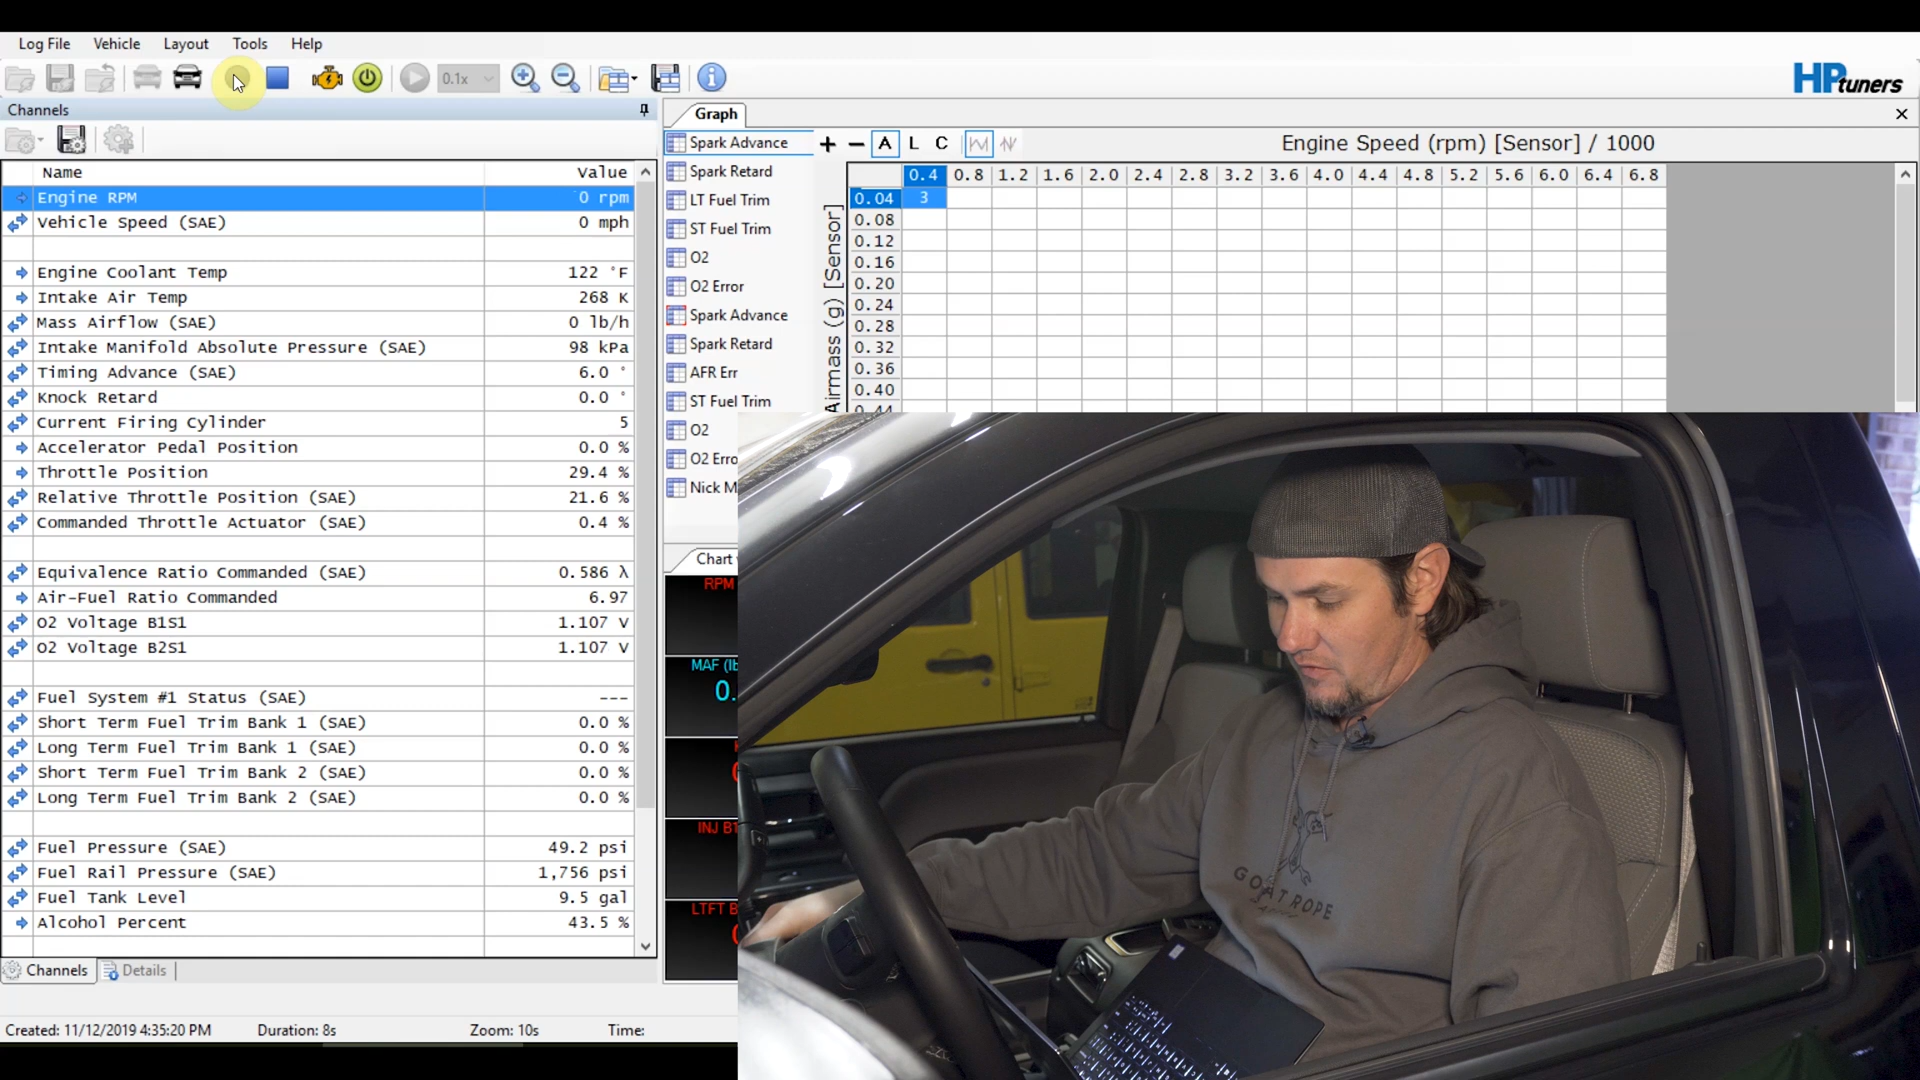 Log File Vehicle Layout Tools Help
0.1x
HPtuners
Channels
Name Value
Engine RPM 0 rpm
Vehicle Speed (SAE) 0 mph
Engine Coolant Temp 122 °F
Intake Air Temp 268 K
Mass Airflow (SAE) 0 lb/h
Intake Manifold Absolute Pressure (SAE) 98 kPa
Timing Advance (SAE) 6.0 °
Knock Retard 0.0 °
Current Firing Cylinder 5
Accelerator Pedal Position 0.0 %
Throttle Position 29.4 %
Relative Throttle Position (SAE) 21.6 %
Commanded Throttle Actuator (SAE) 0.4 %
Equivalence Ratio Commanded (SAE) 0.586 λ
Air-Fuel Ratio Commanded 6.97
O2 Voltage B1S1 1.107 V
O2 Voltage B2S1 1.107 V
Fuel System #1 Status (SAE) ---
Short Term Fuel Trim Bank 1 (SAE) 0.0 %
Long Term Fuel Trim Bank 1 (SAE) 0.0 %
Short Term Fuel Trim Bank 2 (SAE) 0.0 %
Long Term Fuel Trim Bank 2 (SAE) 0.0 %
Fuel Pressure (SAE) 49.2 psi
Fuel Rail Pressure (SAE) 1,756 psi
Fuel Tank Level 9.5 gal
Alcohol Percent 43.5 %
Channels Details
Created: 11/12/2019 4:35:20 PM Duration: 8s Zoom: 10s Time:
Graph
Spark Advance
Spark Retard
LT Fuel Trim
ST Fuel Trim
O2
O2 Error
Spark Advance
Spark Retard
AFR Err
ST Fuel Trim
O2
O2 Erro
Nick M
A L C
Engine Speed (rpm) [Sensor] / 1000
Airmass (g) [Sensor]
0.4 0.8 1.2 1.6 2.0 2.4 2.8 3.2 3.6 4.0 4.4 4.8 5.2 5.6 6.0 6.4 6.8
0.04 3
0.08
0.12
0.16
0.20
0.24
0.28
0.32
0.36
0.40
0.44
Chart
RPM
MAF (lb
0.
INJ B1
LTFT B
GOAT ROPE